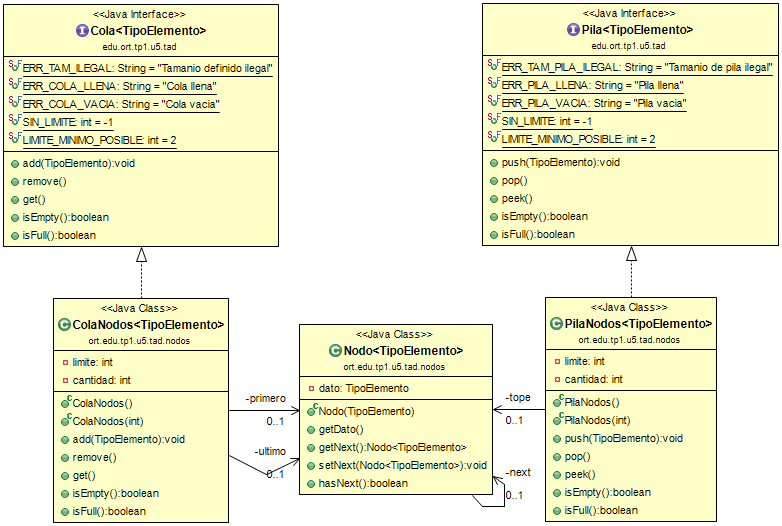 <<Java Interface>>
I Cola<TipoElemento>
edu.ort.tp1.u5.tad
S F ERR_TAM_ILEGAL: String = "Tamanio definido ilegal"
S F ERR_COLA_LLENA: String = "Cola llena"
S F ERR_COLA_VACIA: String = "Cola vacia"
S F SIN_LIMITE: int = -1
S F LIMITE_MINIMO_POSIBLE: int = 2
add(TipoElemento):void
remove()
get()
isEmpty():boolean
isFull():boolean
<<Java Interface>>
I Pila<TipoElemento>
edu.ort.tp1.u5.tad
S F ERR_TAM_PILA_ILEGAL: String = "Tamanio de pila ilegal"
S F ERR_PILA_LLENA: String = "Pila llena"
S F ERR_PILA_VACIA: String = "Pila vacia"
S F SIN_LIMITE: int = -1
S F LIMITE_MINIMO_POSIBLE: int = 2
push(TipoElemento):void
pop()
peek()
isEmpty():boolean
isFull():boolean
<<Java Class>>
C ColaNodos<TipoElemento>
ort.edu.tp1.u5.tad.nodos
limite: int
cantidad: int
C ColaNodos()
C ColaNodos(int)
add(TipoElemento):void
remove()
get()
isEmpty():boolean
isFull():boolean
-primero
0..1
-ultimo
0..1
<<Java Class>>
C Nodo<TipoElemento>
ort.edu.tp1.u5.tad.nodos
dato: TipoElemento
C Nodo(TipoElemento)
getDato()
getNext():Nodo<TipoElemento>
setNext(Nodo<TipoElemento>):void
hasNext():boolean
-tope
0..1
-next
0..1
<<Java Class>>
C PilaNodos<TipoElemento>
ort.edu.tp1.u5.tad.nodos
limite: int
cantidad: int
C PilaNodos()
C PilaNodos(int)
push(TipoElemento):void
pop()
peek()
isEmpty():boolean
isFull():boolean